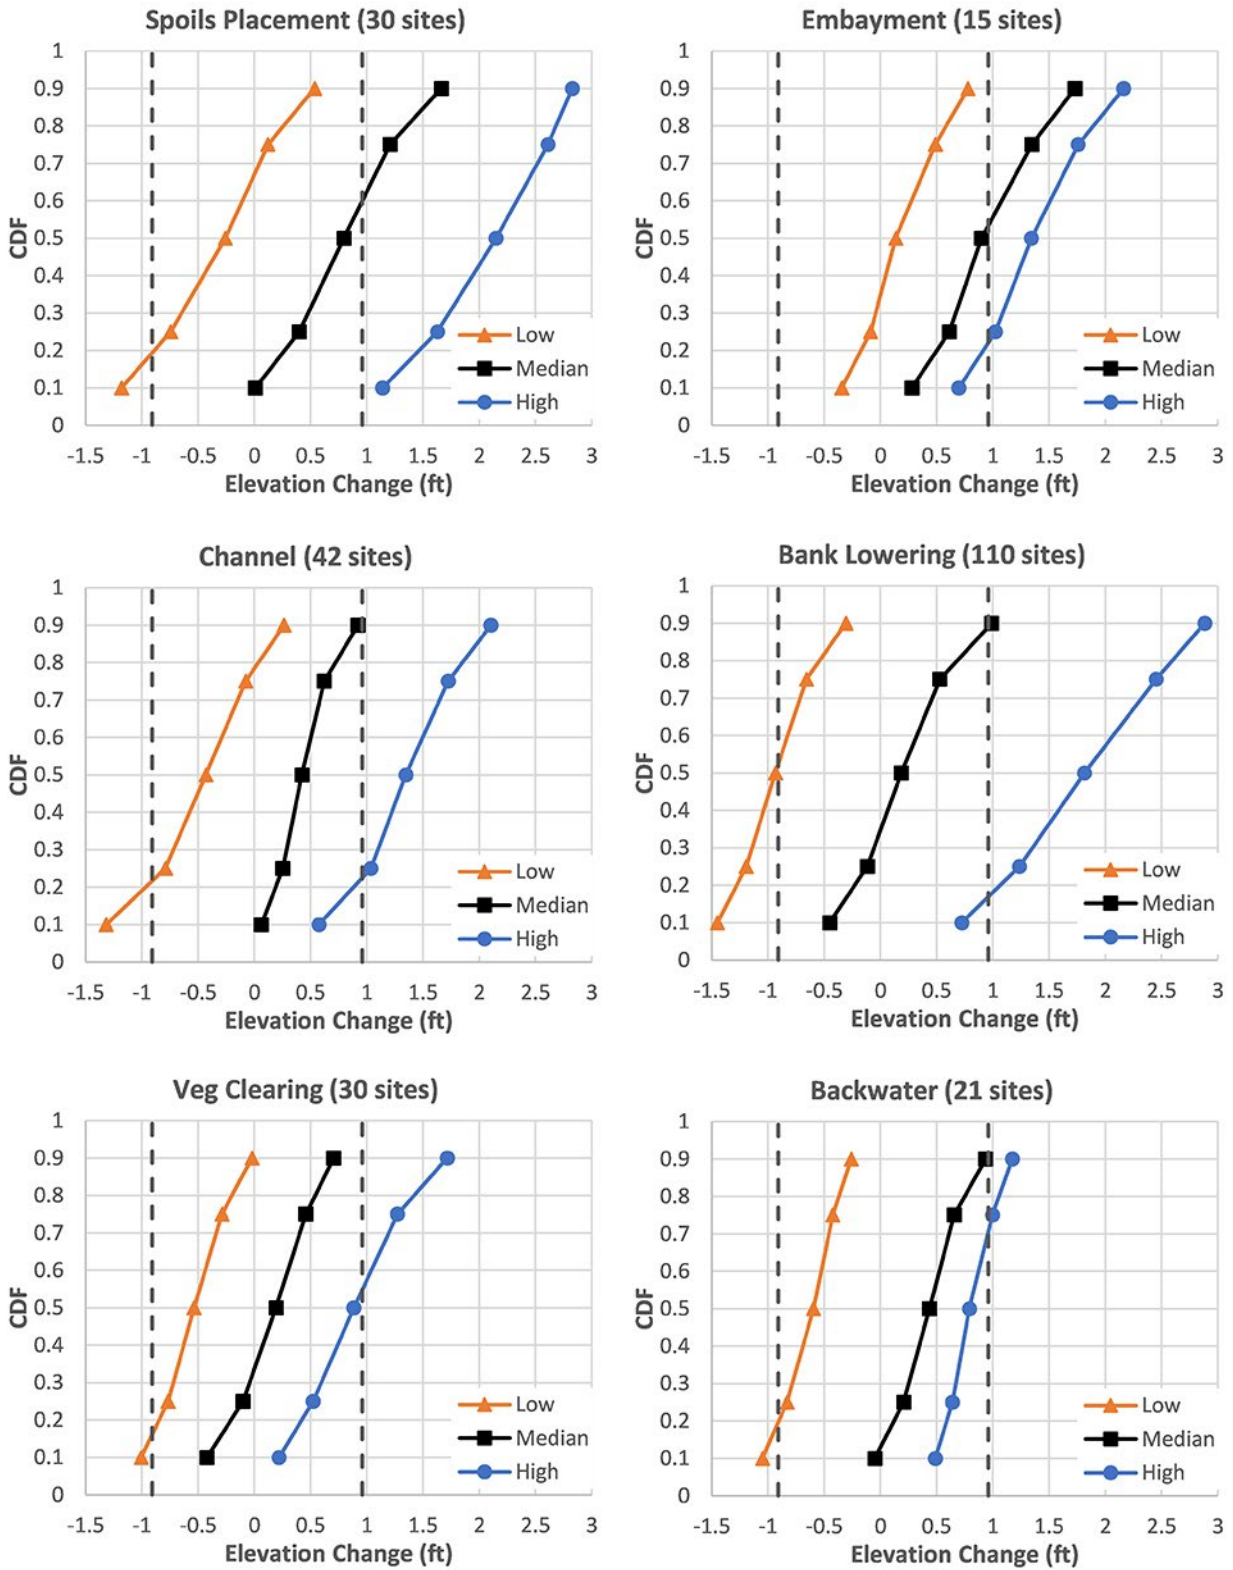 Spoils Placement (30 sites)
1
0.9
0.8
0.7
0.6
0.5
0.4
0.3
0.2
0.1
0
CDF
Low
Median
High
-1.5 -1 -0.5 0 0.5 1 1.5 2 2.5 3
Elevation Change (ft)
Embayment (15 sites)
1
0.9
0.8
0.7
0.6
0.5
0.4
0.3
0.2
0.1
0
CDF
Low
Median
High
-1.5 -1 -0.5 0 0.5 1 1.5 2 2.5 3
Elevation Change (ft)
Channel (42 sites)
1
0.9
0.8
0.7
0.6
0.5
0.4
0.3
0.2
0.1
0
CDF
Low
Median
High
-1.5 -1 -0.5 0 0.5 1 1.5 2 2.5 3
Elevation Change (ft)
Bank Lowering (110 sites)
1
0.9
0.8
0.7
0.6
0.5
0.4
0.3
0.2
0.1
0
CDF
Low
Median
High
-1.5 -1 -0.5 0 0.5 1 1.5 2 2.5 3
Elevation Change (ft)
Veg Clearing (30 sites)
1
0.9
0.8
0.7
0.6
0.5
0.4
0.3
0.2
0.1
0
CDF
Low
Median
High
-1.5 -1 -0.5 0 0.5 1 1.5 2 2.5 3
Elevation Change (ft)
Backwater (21 sites)
1
0.9
0.8
0.7
0.6
0.5
0.4
0.3
0.2
0.1
0
CDF
Low
Median
High
-1.5 -1 -0.5 0 0.5 1 1.5 2 2.5 3
Elevation Change (ft)